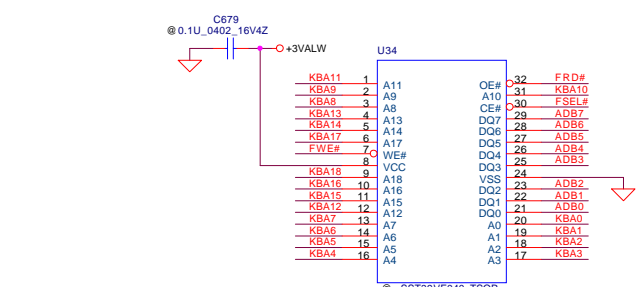 C679
@ 0.1U_0402_16V4Z
+3VALW
U34
KBA11 1 A11 OE# 32 FRD#
KBA9 2 A9 A10 31 KBA10
KBA8 3 A8 CE# 30 FSEL#
KBA13 4 A13 DQ7 29 ADB7
KBA14 5 A14 DQ6 28 ADB6
KBA17 6 A17 DQ5 27 ADB5
FWE# 7 WE# DQ4 26 ADB4
8 VCC DQ3 25 ADB3
KBA18 9 A18 VSS 24
KBA16 10 A16 DQ2 23 ADB2
KBA15 11 A15 DQ1 22 ADB1
KBA12 12 A12 DQ0 21 ADB0
KBA7 13 A7 A0 20 KBA0
KBA6 14 A6 A1 19 KBA1
KBA5 15 A5 A2 18 KBA2
KBA4 16 A4 A3 17 KBA3